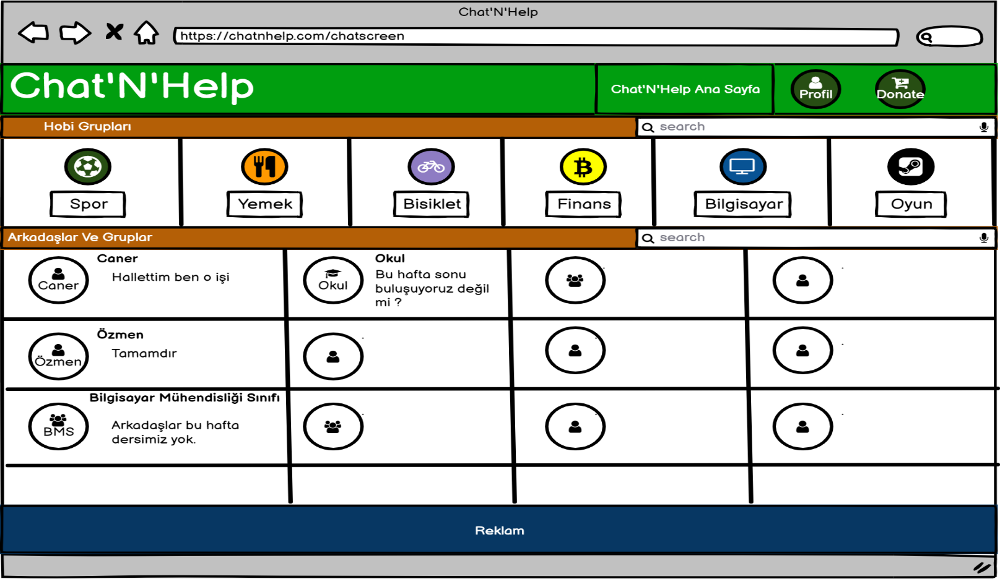 Chat'N'Help
https://chatnhelp.com/chatscreen
Chat'N'Help
Chat'N'Help Ana Sayfa
Profil
Donate
Hobi Grupları
search
Spor
Yemek
Bisiklet
Finans
Bilgisayar
Oyun
Arkadaşlar Ve Gruplar
search
Caner
Caner
Hallettim ben o işi
Okul
Okul
Bu hafta sonu
buluşuyoruz değil
mi ?
Özmen
Özmen
Tamamdır
Bilgisayar Mühendisliği Sınıfı
BMS
Arkadaşlar bu hafta
dersimiz yok.
Reklam